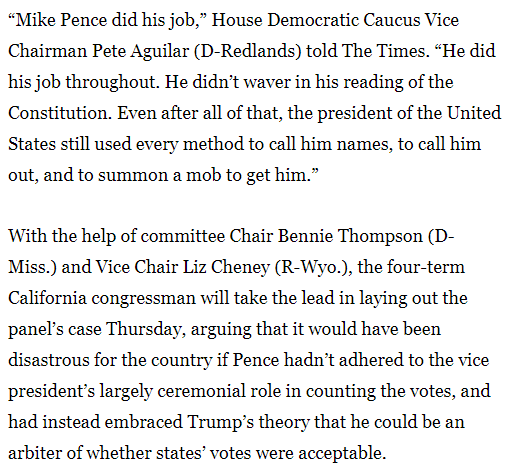 “Mike Pence did his job,” House Democratic Caucus Vice
Chairman Pete Aguilar (D-Redlands) told The Times. “He did
his job throughout. He didn’t waver in his reading of the
Constitution. Even after all of that, the president of the United
States still used every method to call him names, to call him
out, and to summon a mob to get him.”
With the help of committee Chair Bennie Thompson (D-
Miss.) and Vice Chair Liz Cheney (R-Wyo.), the four-term
California congressman will take the lead in laying out the
panel’s case Thursday, arguing that it would have been
disastrous for the country if Pence hadn’t adhered to the vice
president’s largely ceremonial role in counting the votes, and
had instead embraced Trump’s theory that he could be an
arbiter of whether states’ votes were acceptable.